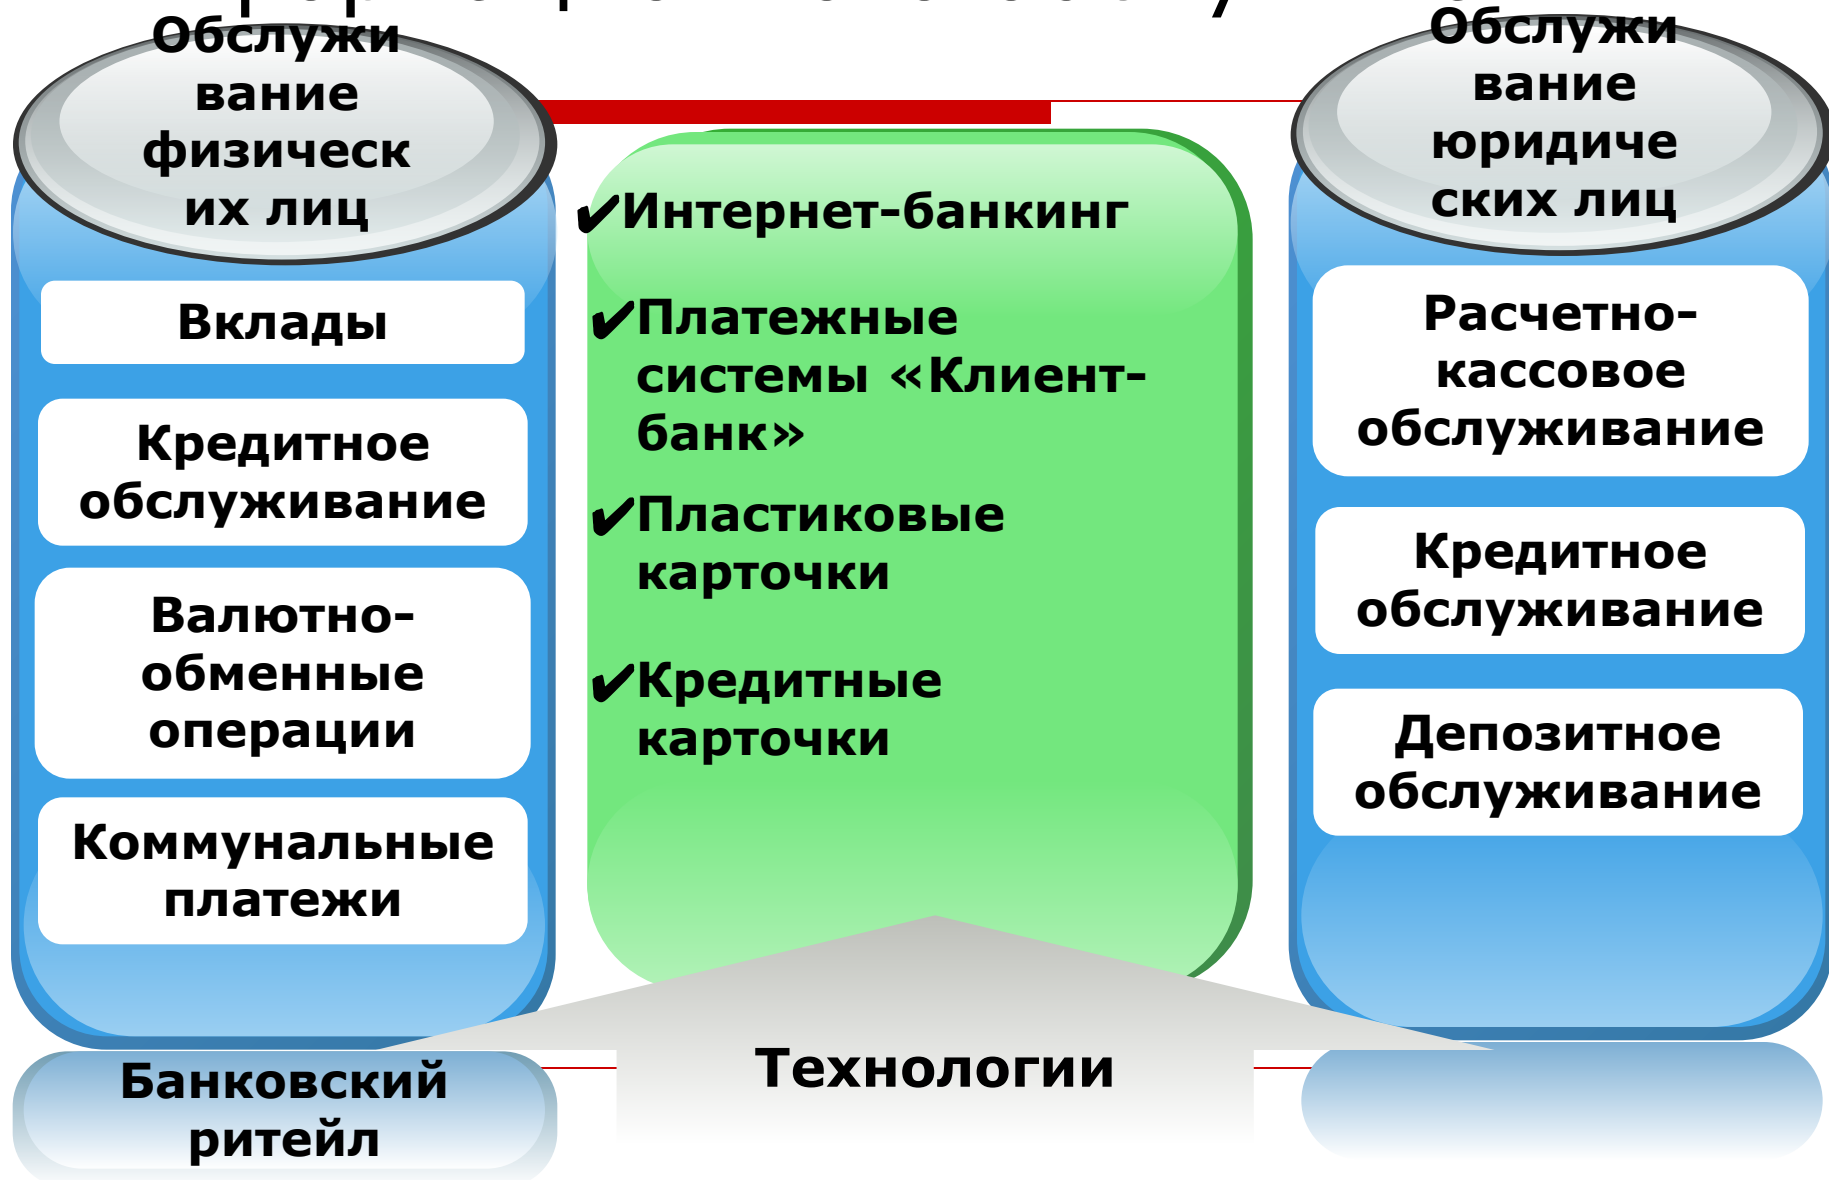 Обслужи
вание
физическ
их лиц
Вклады
Кредитное
обслуживание
Валютно-
обменные
операции
Коммунальные
платежи
Банковский
ритейл
✔Интернет-банкинг
✔Платежные
системы «Клиент-
банк»
✔Пластиковые
карточки
✔Кредитные
карточки
Технологии
Обслужи
вание
юридиче
ских лиц
Расчетно-
кассовое
обслуживание
Кредитное
обслуживание
Депозитное
обслуживание